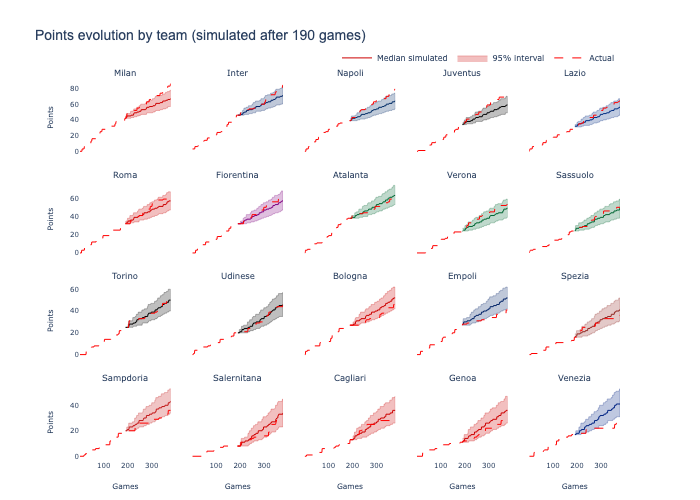 Points evolution by team (simulated after 190 games)
Median simulated 95% interval Actual
Milan Inter Napoli Juventus Lazio
80
60
40
20
0
Points
Roma Fiorentina Atalanta Verona Sassuolo
60
40
20
0
Points
Torino Udinese Bologna Empoli Spezia
60
40
20
0
Points
Sampdoria Salernitana Cagliari Genoa Venezia
40
20
0
Points
100 200 300 100 200 300 100 200 300 100 200 300 100 200 300
Games Games Games Games Games